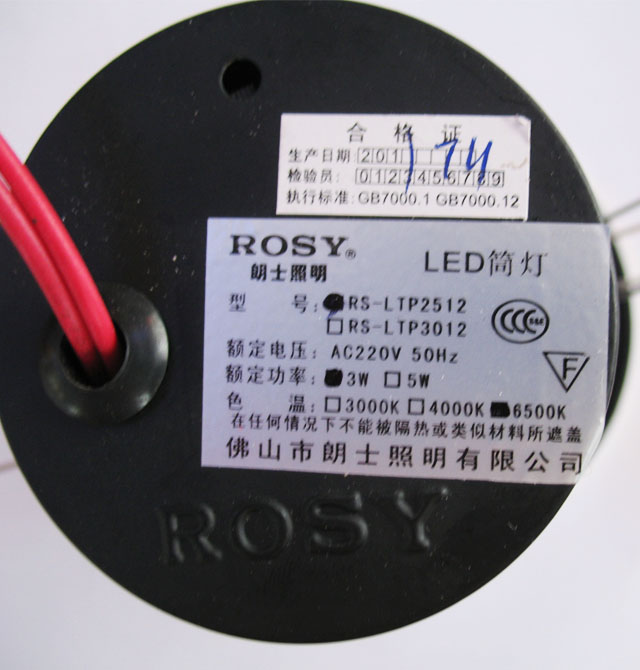 合格证
生产日期: 201
检验员: 0123456789
执行标准: GB7000.1 GB7000.12
ROSY®
朗士照明
LED筒灯
型号: RS-LTP2512
RS-LTP3012
额定电压: AC220V 50Hz
额定功率: 3W 5W
色温: 3000K 4000K 6500K
在任何情况下不能被隔热或类似材料所遮盖
佛山市朗士照明有限公司
F
ROSY